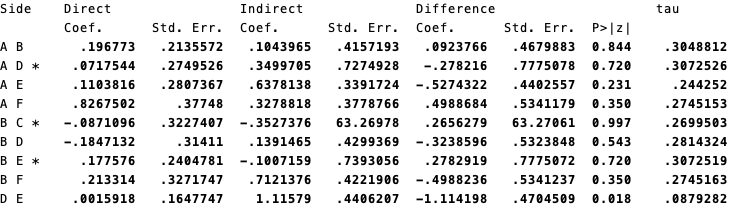 Side Direct Indirect Difference tau
Coef. Std. Err. Coef. Std. Err. Coef. Std. Err. P>|z|
A B .196773 .2135572 .1043965 .4157193 .0923766 .4679883 0.844 .3048812
A D * .0717544 .2749526 .3499705 .7274928 -.278216 .7775078 0.720 .3072526
A E .1103816 .2807367 .6378138 .3391724 -.5274322 .4402557 0.231 .244252
A F .8267502 .37748 .3278818 .3778766 .4988684 .5341179 0.350 .2745153
B C * -.0871096 .3227407 -.3527376 63.26978 .2656279 63.27061 0.997 .2699503
B D -.1847132 .31411 .1391465 .4299369 -.3238596 .5323848 0.543 .2814324
B E * .177576 .2404781 -.1007159 .7393056 .2782919 .7775072 0.720 .3072519
B F .213314 .3271747 .7121376 .4221906 -.4988236 .5341237 0.350 .2745163
D E .0015918 .1647747 1.11579 .4406207 -1.114198 .4704509 0.018 .0879282